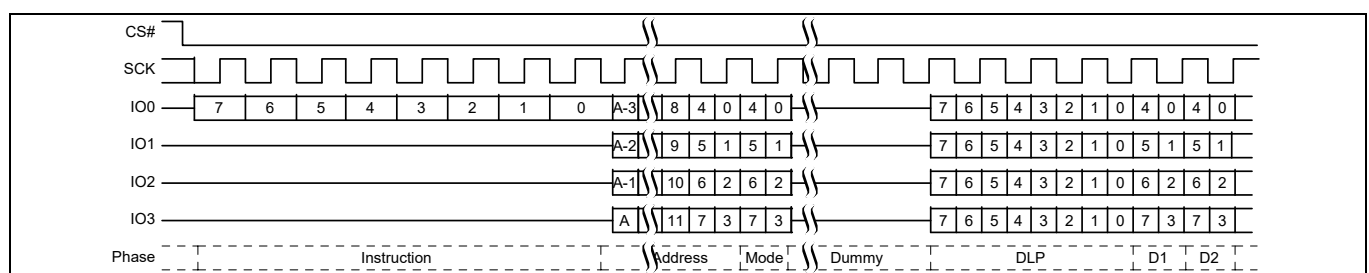 CS#
SCK
IO0 7 6 5 4 3 2 1 0 A-3 8 4 0 4 0 7 6 5 4 3 2 1 0 4 0 4 0
IO1 A-2 9 5 1 5 1 7 6 5 4 3 2 1 0 5 1 5 1
IO2 A-1 10 6 2 6 2 7 6 5 4 3 2 1 0 6 2 6 2
IO3 A 11 7 3 7 3 7 6 5 4 3 2 1 0 7 3 7 3
Phase Instruction Address Mode Dummy DLP D1 D2